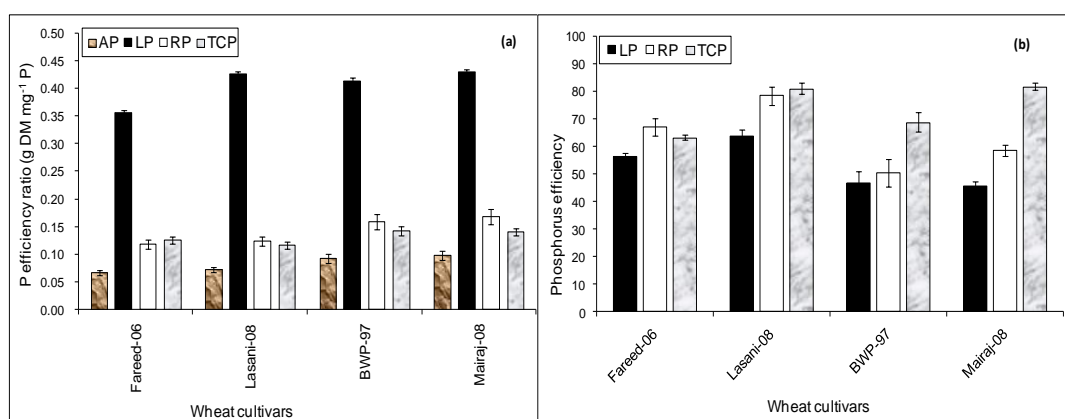 (a)
AP LP RP TCP
P efficiency ratio (g DM mg⁻¹ P)
0.50
0.45
0.40
0.35
0.30
0.25
0.20
0.15
0.10
0.05
0.00
Fareed-06
Lasani-08
BWP-97
Mairaj-08
Wheat cultivars
(b)
LP RP TCP
Phosphorus efficiency
100
90
80
70
60
50
40
30
20
10
0
Fareed-06
Lasani-08
BWP-97
Mairaj-08
Wheat cultivars